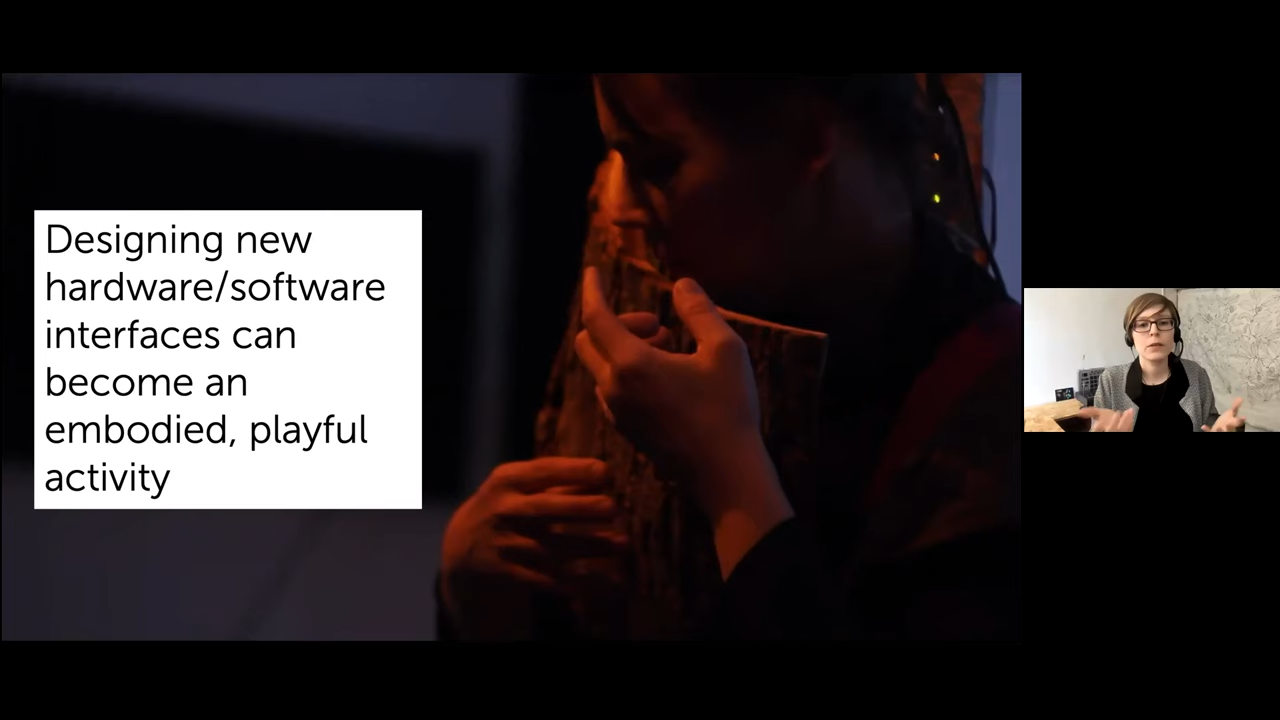 Designing new
hardware/software
interfaces can
become an
embodied, playful
activity